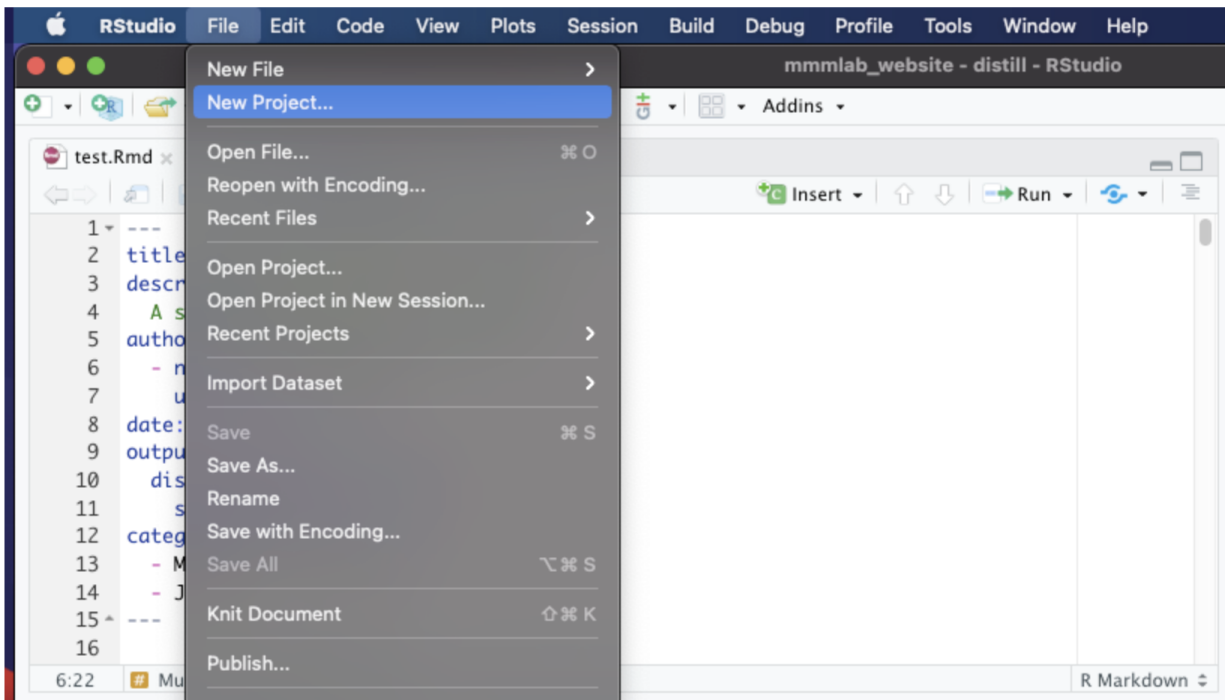 RStudio File Edit Code View Plots Session Build Debug Profile Tools Window Help
mmmlab_website - distill - RStudio
Addins
test.Rmd
Insert Run
New File
New Project...
Open File... ⌘ O
Reopen with Encoding...
Recent Files
Open Project...
Open Project in New Session...
Recent Projects
Import Dataset
Save ⌘ S
Save As...
Rename
Save with Encoding...
Save All ⌥ ⌘ S
Knit Document ⇧ ⌘ K
Publish...
1 ---
2 title
3 descr
4 A s
5 autho
6 - n
7 u
8 date:
9 outpu
10 dis
11 s
12 categ
13 - M
14 - J
15 ---
16
6:22 # Mu R Markdown